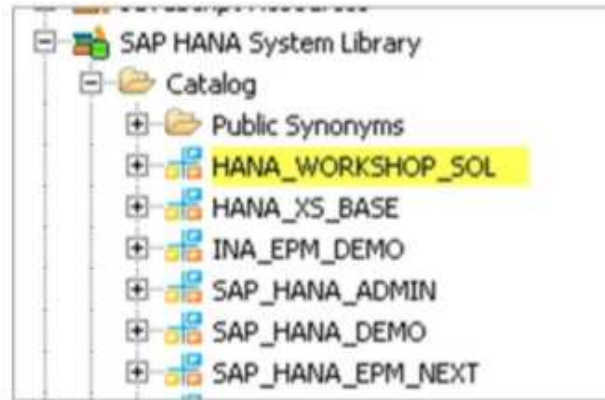 SAP HANA System Library
Catalog
Public Synonyms
HANA_WORKSHOP_SOL
HANA_XS_BASE
INA_EPM_DEMO
SAP_HANA_ADMIN
SAP_HANA_DEMO
SAP_HANA_EPM_NEXT